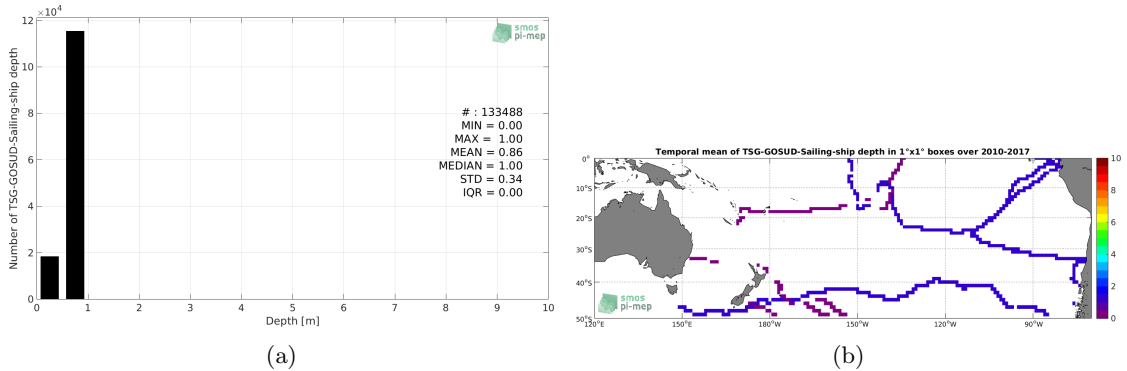 12 ×10⁴
10
8
6
4
2
0
Number of TSG-GOSUD-Sailing-ship depth
0 1 2 3 4 5 6 7 8 9 10
Depth [m]
smos
pi-mep
# : 133488
MIN = 0.00
MAX = 1.00
MEAN = 0.86
MEDIAN = 1.00
STD = 0.34
IQR = 0.00
(a)
Temporal mean of TSG-GOSUD-Sailing-ship depth in 1°x1° boxes over 2010-2017
0°
10°S
20°S
30°S
40°S
50°S
120°E 150°E 180°W 150°W 120°W 90°W
smos
pi-mep
10
8
6
4
2
0
(b)